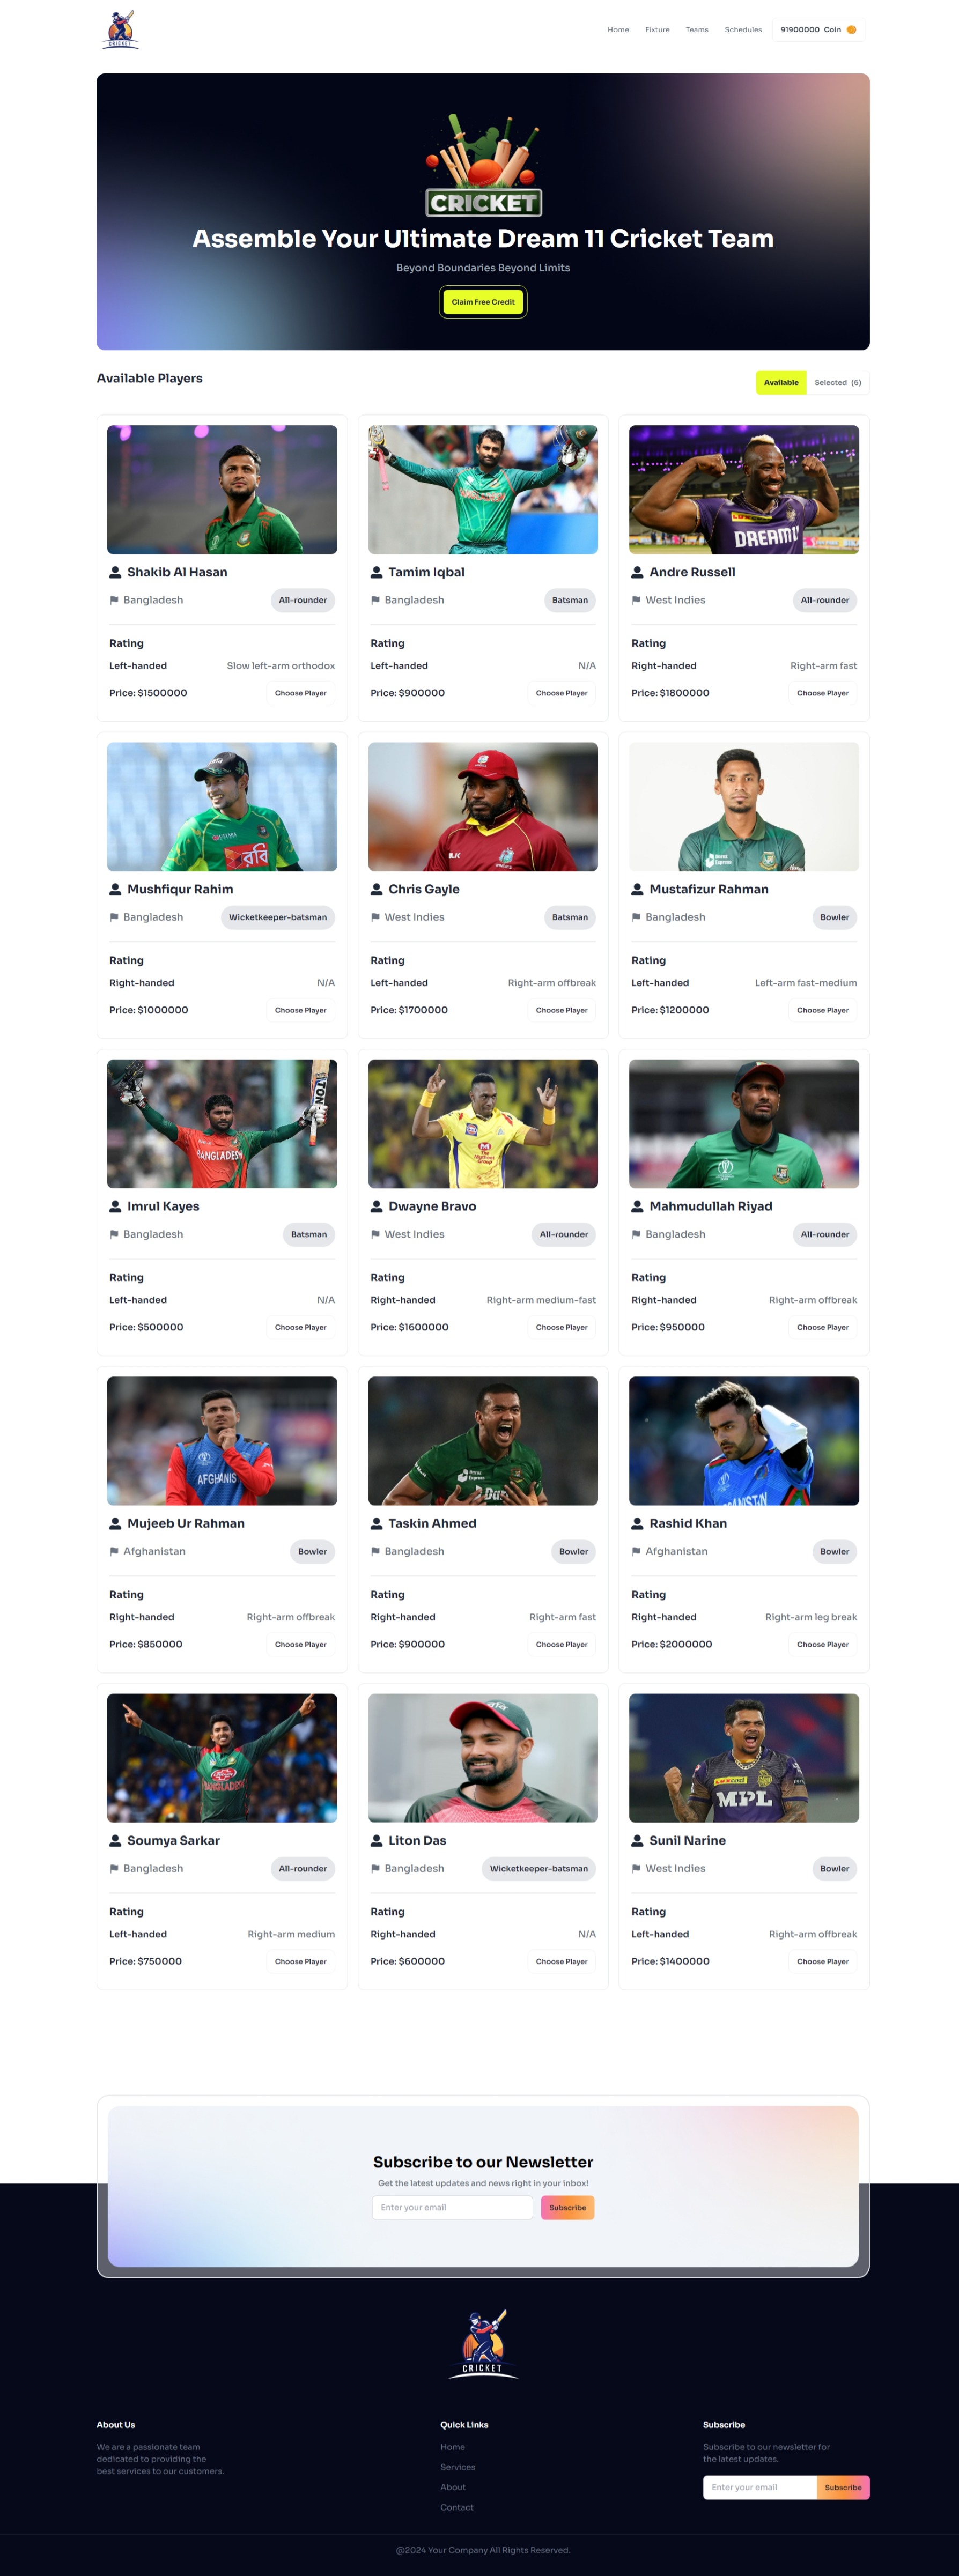 CRICKET
Home Fixture Teams Schedules 91900000 Coin
CRICKET
Assemble Your Ultimate Dream 11 Cricket Team
Beyond Boundaries Beyond Limits
Claim Free Credit
Available Players
Available Selected (6)
BANGLADESH
DREAM11
Shakib Al Hasan
Bangladesh All-rounder
Rating
Left-handed Slow left-arm orthodox
Price: $1500000 Choose Player
Tamim Iqbal
Bangladesh Batsman
Rating
Left-handed N/A
Price: $900000 Choose Player
Andre Russell
West Indies All-rounder
Rating
Right-handed Right-arm fast
Price: $1800000 Choose Player
রবি
Mushfiqur Rahim
Bangladesh Wicketkeeper-batsman
Rating
Right-handed N/A
Price: $1000000 Choose Player
Chris Gayle
West Indies Batsman
Rating
Left-handed Right-arm offbreak
Price: $1700000 Choose Player
Mustafizur Rahman
Bangladesh Bowler
Rating
Left-handed Left-arm fast-medium
Price: $1200000 Choose Player
BANGLADESH
TON
Imrul Kayes
Bangladesh Batsman
Rating
Left-handed N/A
Price: $500000 Choose Player
Dwayne Bravo
West Indies All-rounder
Rating
Right-handed Right-arm medium-fast
Price: $1600000 Choose Player
Mahmudullah Riyad
Bangladesh All-rounder
Rating
Right-handed Right-arm offbreak
Price: $950000 Choose Player
AFGHANIS
Mujeeb Ur Rahman
Afghanistan Bowler
Rating
Right-handed Right-arm offbreak
Price: $850000 Choose Player
Taskin Ahmed
Bangladesh Bowler
Rating
Right-handed Right-arm fast
Price: $900000 Choose Player
Rashid Khan
Afghanistan Bowler
Rating
Right-handed Right-arm leg break
Price: $2000000 Choose Player
BANGLADESH
MPL
Soumya Sarkar
Bangladesh All-rounder
Rating
Left-handed Right-arm medium
Price: $750000 Choose Player
Liton Das
Bangladesh Wicketkeeper-batsman
Rating
Right-handed N/A
Price: $600000 Choose Player
Sunil Narine
West Indies Bowler
Rating
Left-handed Right-arm offbreak
Price: $1400000 Choose Player
Subscribe to our Newsletter
Get the latest updates and news right in your inbox!
Enter your email Subscribe
CRICKET
About Us
We are a passionate team
dedicated to providing the
best services to our customers.
Quick Links
Home
Services
About
Contact
Subscribe
Subscribe to our newsletter for
the latest updates.
Enter your email Subscribe
@2024 Your Company All Rights Reserved.